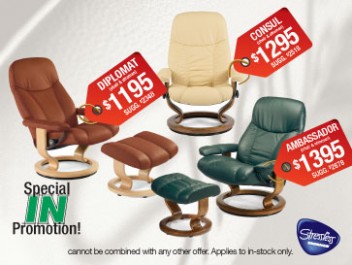 CONSUL
$1295
DIPLOMAT
$1195
AMBASSADOR
$1395
Special
IN
Promotion!
Stressless
cannot be combined with any other offer. Applies to in-stock only.